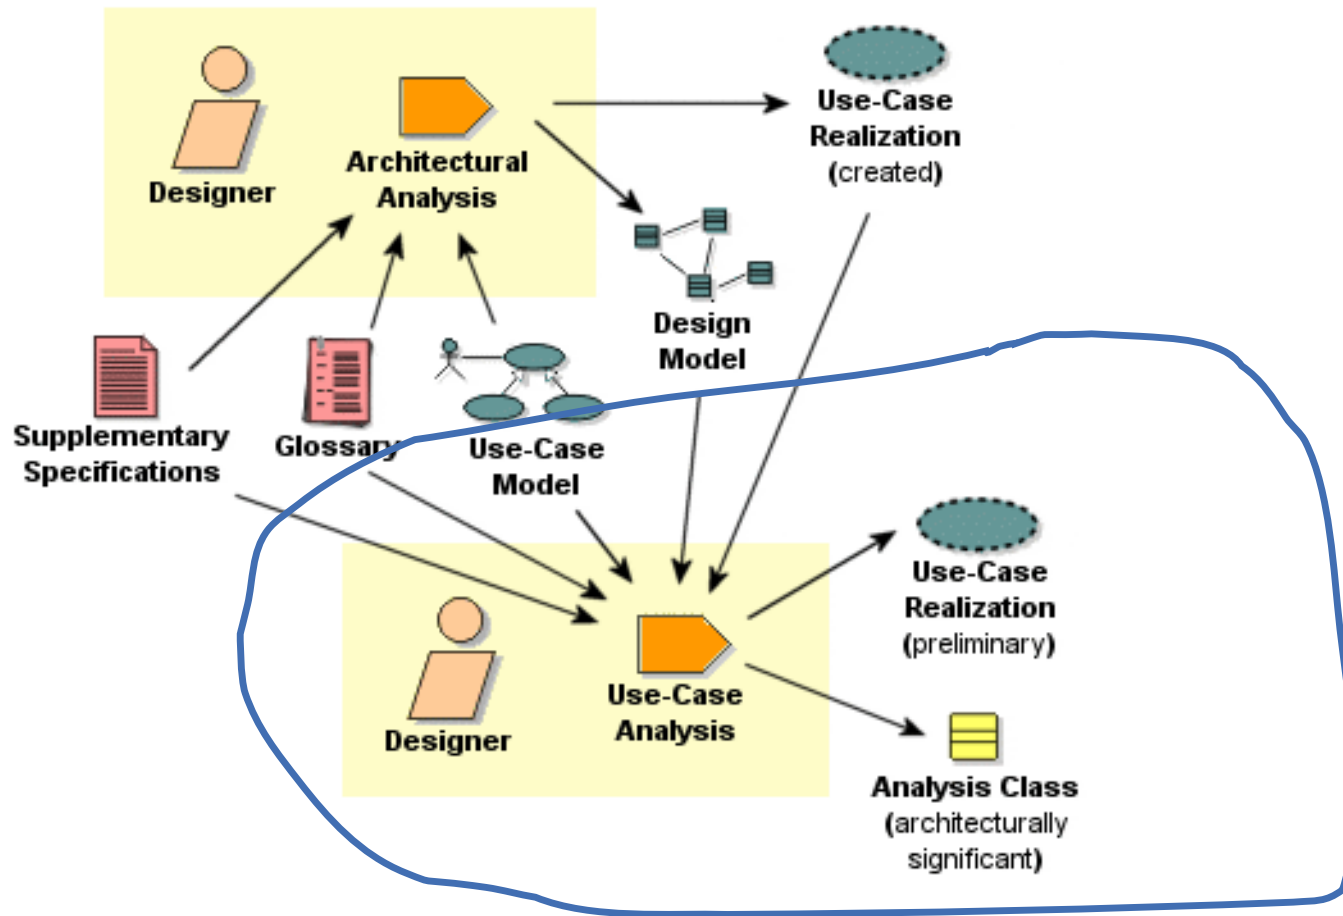 Use-Case
Realization
(created)
Architectural
Analysis
Designer
Design
Model
Supplementary
Specifications
Glossary
Use-Case
Model
Use-Case
Realization
(preliminary)
Use-Case
Analysis
Designer
Analysis Class
(architecturally
significant)